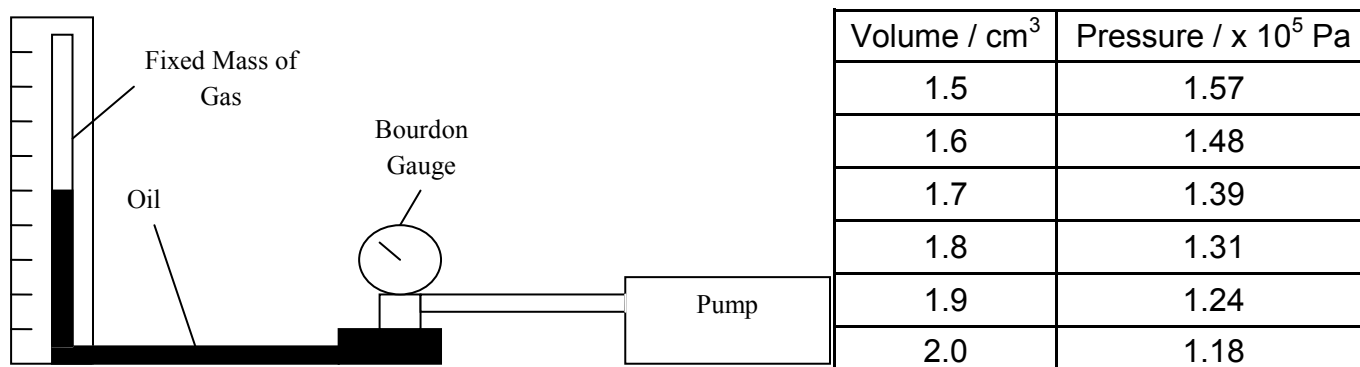 Fixed Mass of
Gas
Bourdon
Gauge
Oil
Pump
Volume / cm³ Pressure / x 10⁵ Pa
1.5 1.57
1.6 1.48
1.7 1.39
1.8 1.31
1.9 1.24
2.0 1.18